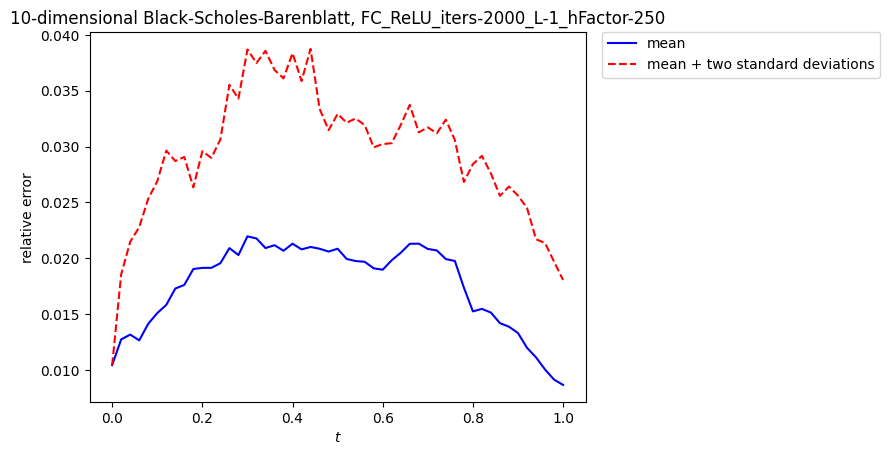 10-dimensional Black-Scholes-Barenblatt, FC_ReLU_iters-2000_L-1_hFactor-250
mean
mean + two standard deviations
relative error
0.040
0.035
0.030
0.025
0.020
0.015
0.010
0.0 0.2 0.4 0.6 0.8 1.0
t